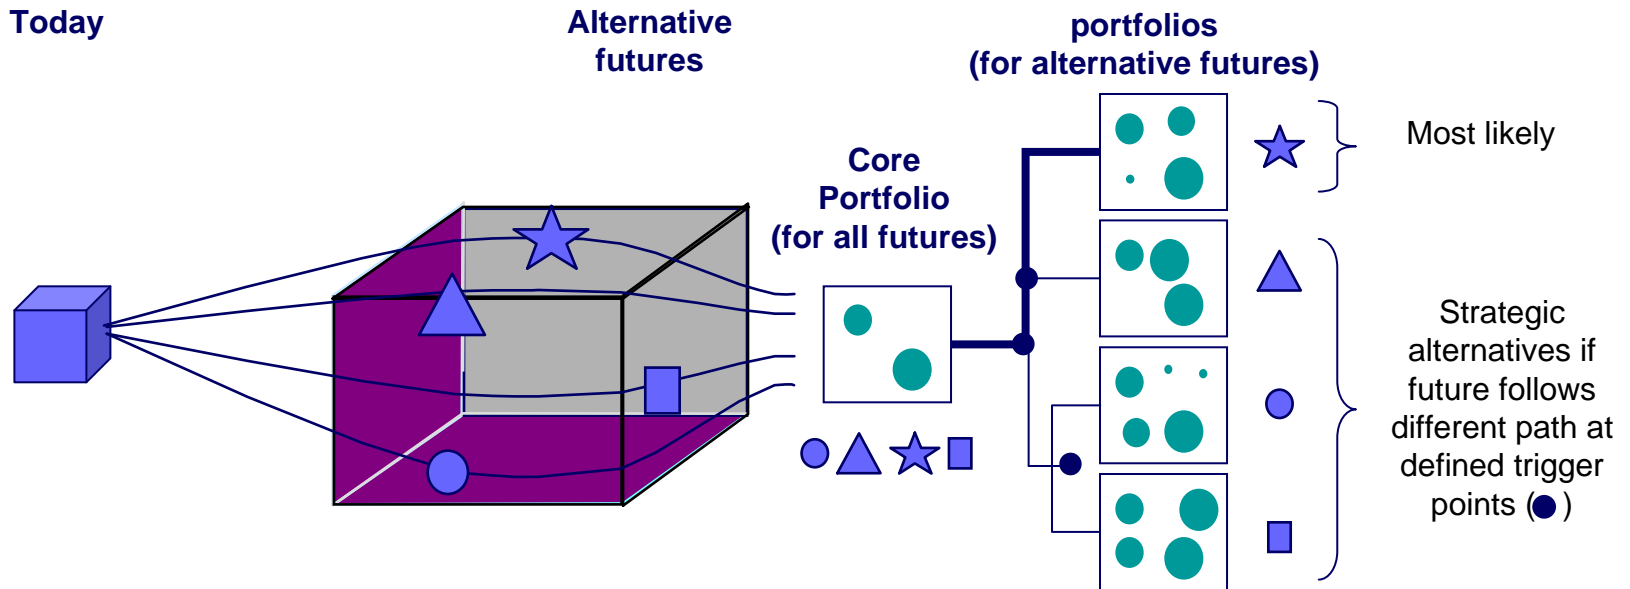 Today
Alternative
futures
portfolios
(for alternative futures)
Core
Portfolio
(for all futures)
Most likely
Strategic
alternatives if
future follows
different path at
defined trigger
points (●)